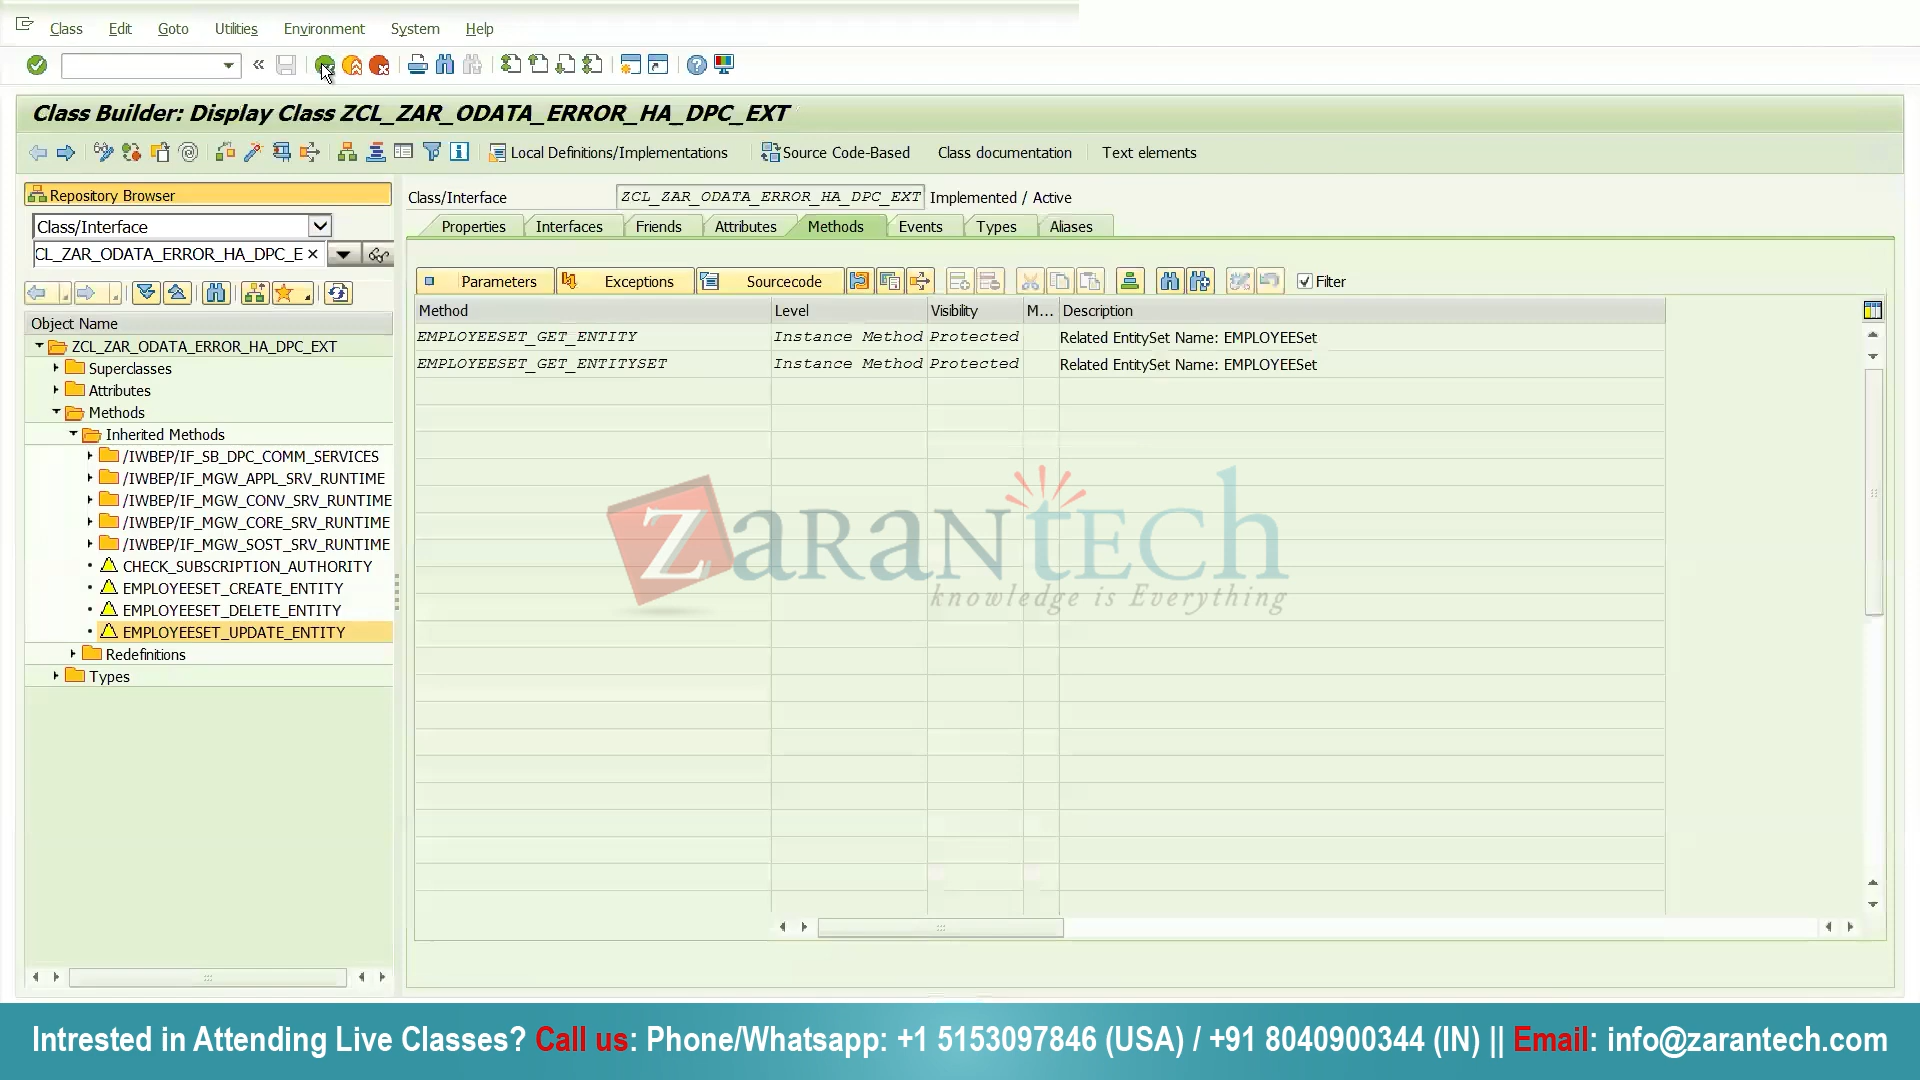 Class Edit Goto Utilities Environment System Help
Class Builder: Display Class ZCL_ZAR_ODATA_ERROR_HA_DPC_EXT
Local Definitions/Implementations Source Code-Based Class documentation Text elements
Repository Browser
Class/Interface
CL_ZAR_ODATA_ERROR_HA_DPC_E
Object Name
ZCL_ZAR_ODATA_ERROR_HA_DPC_EXT
Superclasses
Attributes
Methods
Inherited Methods
/IWBEP/IF_SB_DPC_COMM_SERVICES
/IWBEP/IF_MGW_APPL_SRV_RUNTIME
/IWBEP/IF_MGW_CONV_SRV_RUNTIME
/IWBEP/IF_MGW_CORE_SRV_RUNTIME
/IWBEP/IF_MGW_SOST_SRV_RUNTIME
CHECK_SUBSCRIPTION_AUTHORITY
EMPLOYEESET_CREATE_ENTITY
EMPLOYEESET_DELETE_ENTITY
EMPLOYEESET_UPDATE_ENTITY
Redefinitions
Types
Class/Interface ZCL_ZAR_ODATA_ERROR_HA_DPC_EXT Implemented / Active
Properties Interfaces Friends Attributes Methods Events Types Aliases
Parameters Exceptions Sourcecode Filter
Method Level Visibility M... Description
EMPLOYEESET_GET_ENTITY Instance Method Protected Related EntitySet Name: EMPLOYEESet
EMPLOYEESET_GET_ENTITYSET Instance Method Protected Related EntitySet Name: EMPLOYEESet
ZaranTech
knowledge is Everything
Intrested in Attending Live Classes? Call us: Phone/Whatsapp: +1 5153097846 (USA) / +91 8040900344 (IN) || Email: info@zarantech.com